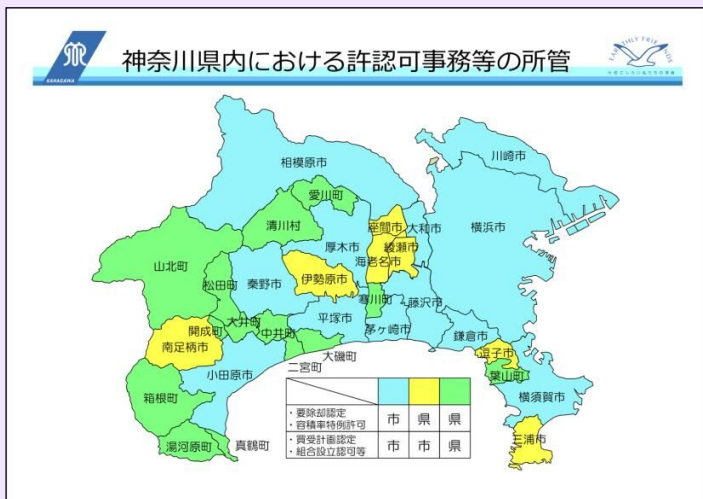 KANAGAWA
神奈川県内における許認可事務等の所管
EARTHLY FRIENDS
川崎市
相模原市
愛川町
横浜市
座間市
大和市
清川村
綾瀬市
厚木市
海老名市
山北町
松田町
秦野市
伊勢原市
寒川町
藤沢市
開成町
大井町
中井町
平塚市
茅ヶ崎市
鎌倉市
南足柄市
逗子市
大磯町
葉山町
二宮町
小田原市
横須賀市
箱根町
三浦市
湯河原町
真鶴町
・要除却認定
・容積率特例許可
市 県 県
・買受計画認定
・組合設立認可等
市 市 県